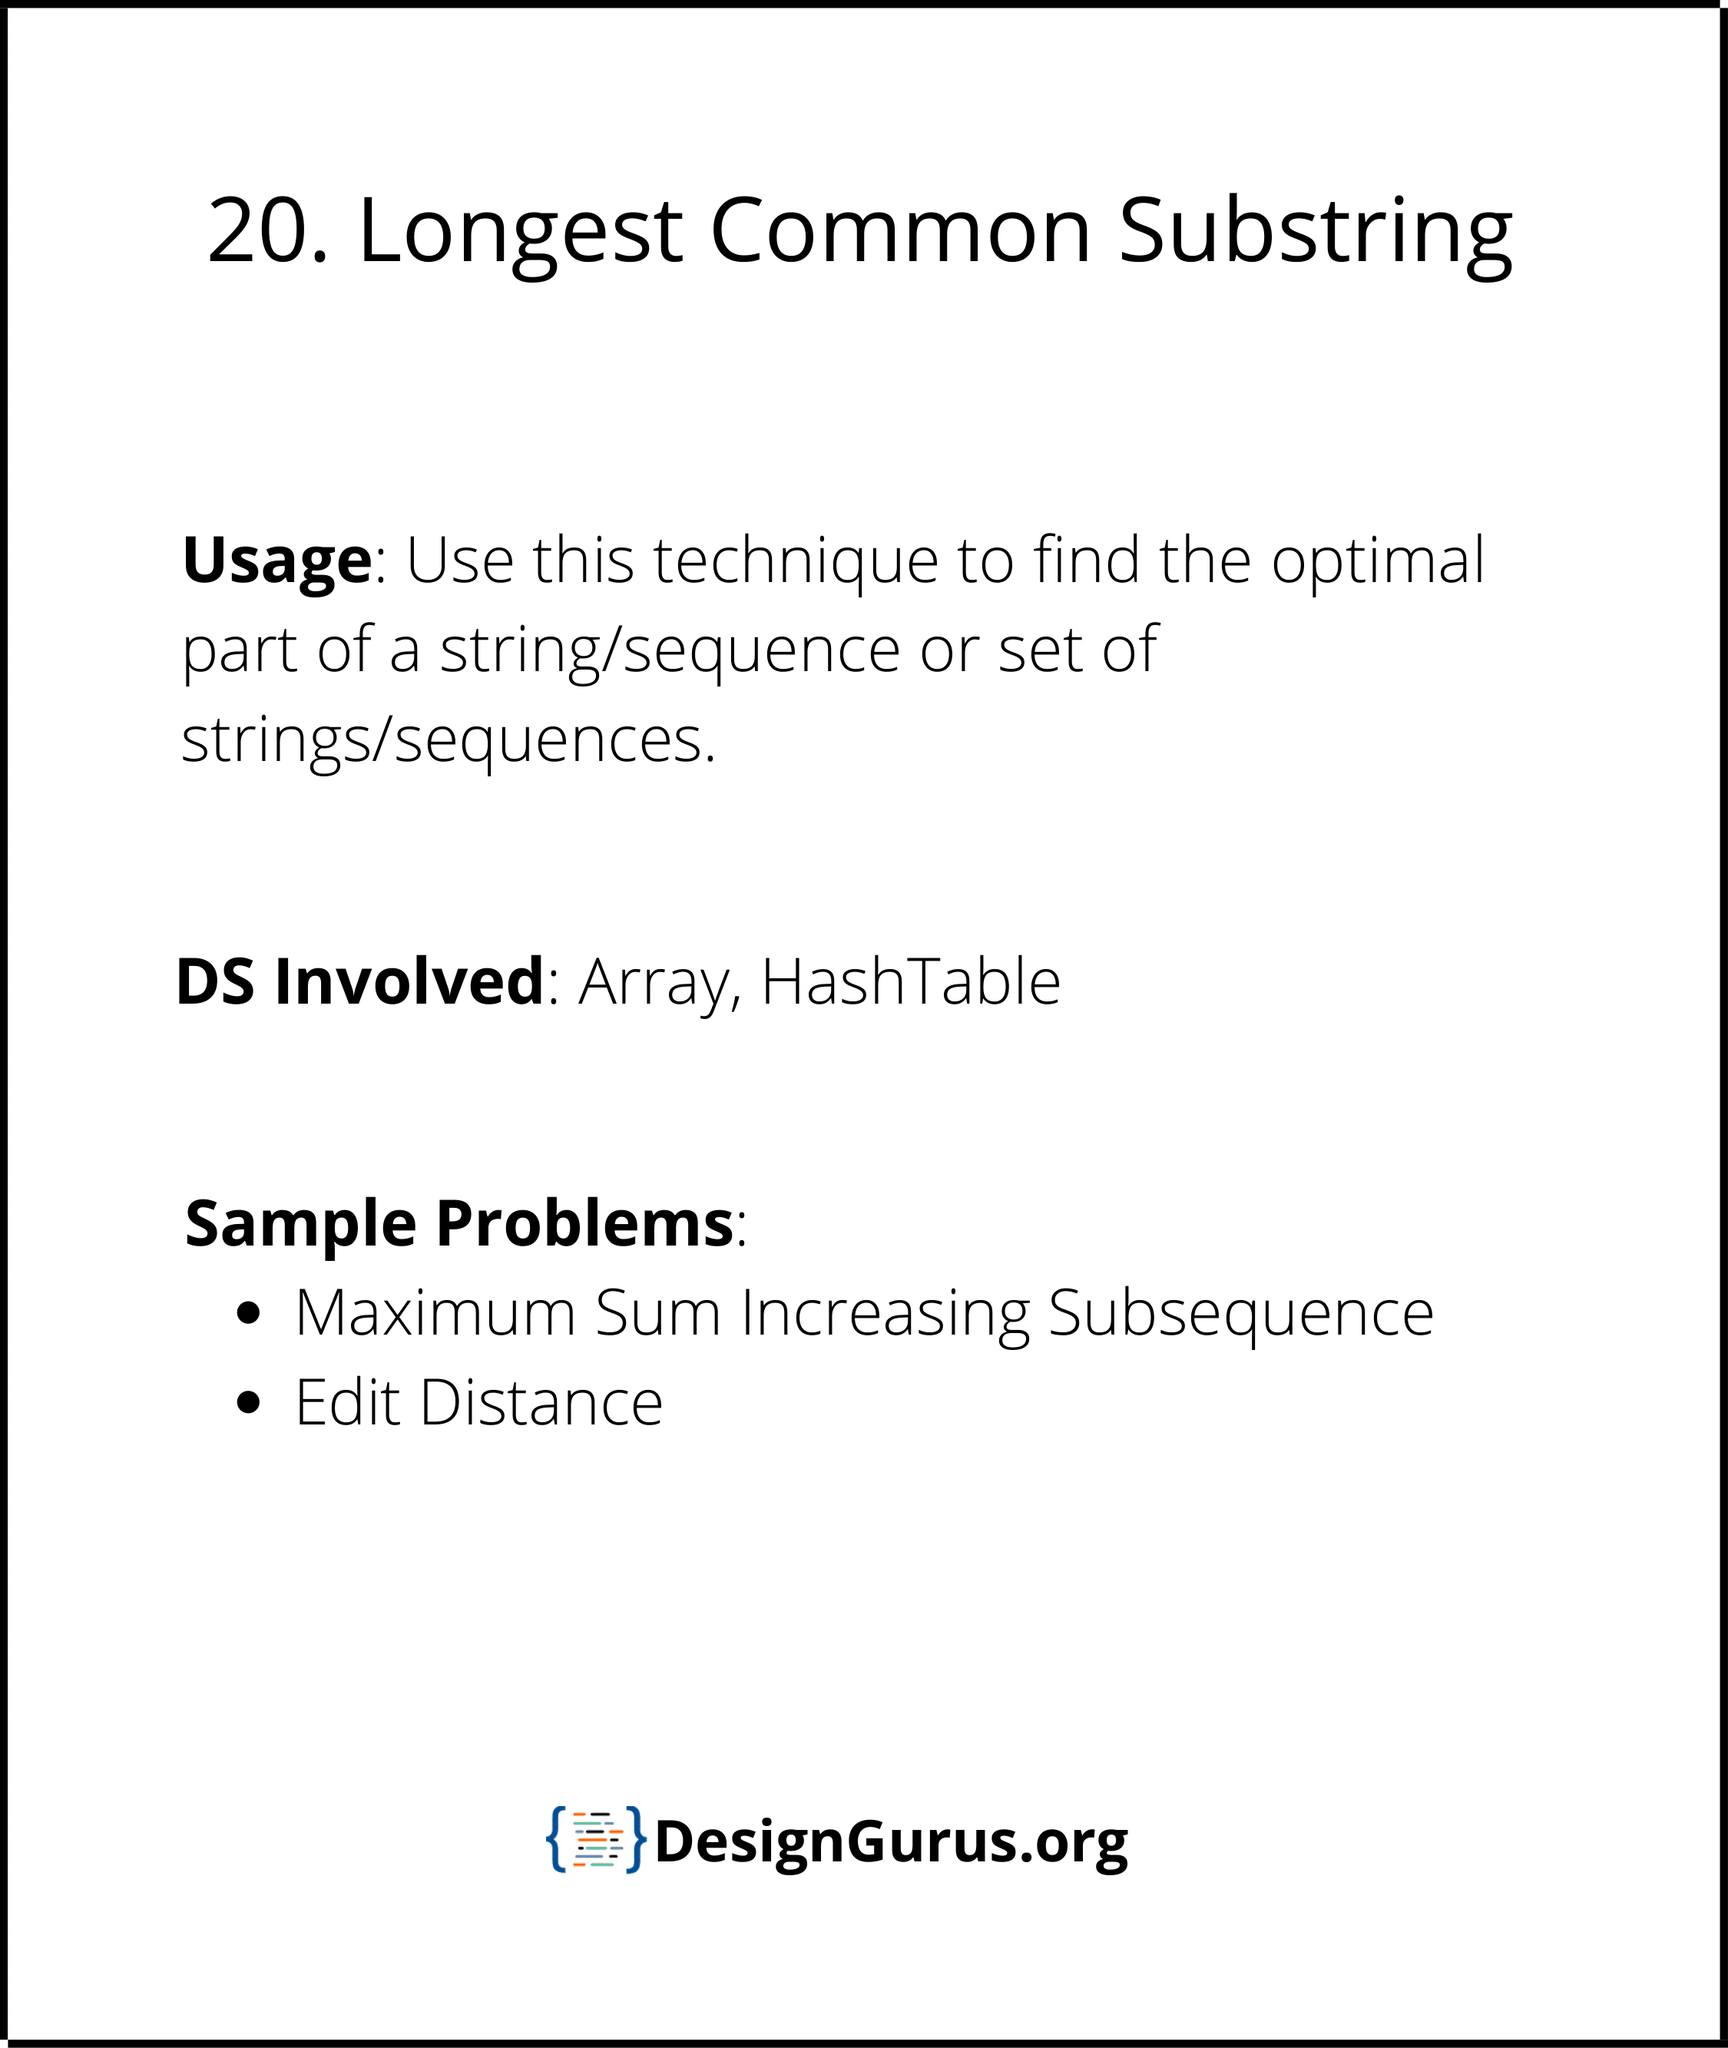 20. Longest Common Substring
Usage: Use this technique to find the optimal
part of a string/sequence or set of
strings/sequences.
DS Involved: Array, HashTable
Sample Problems:
• Maximum Sum Increasing Subsequence
• Edit Distance
DesignGurus.org